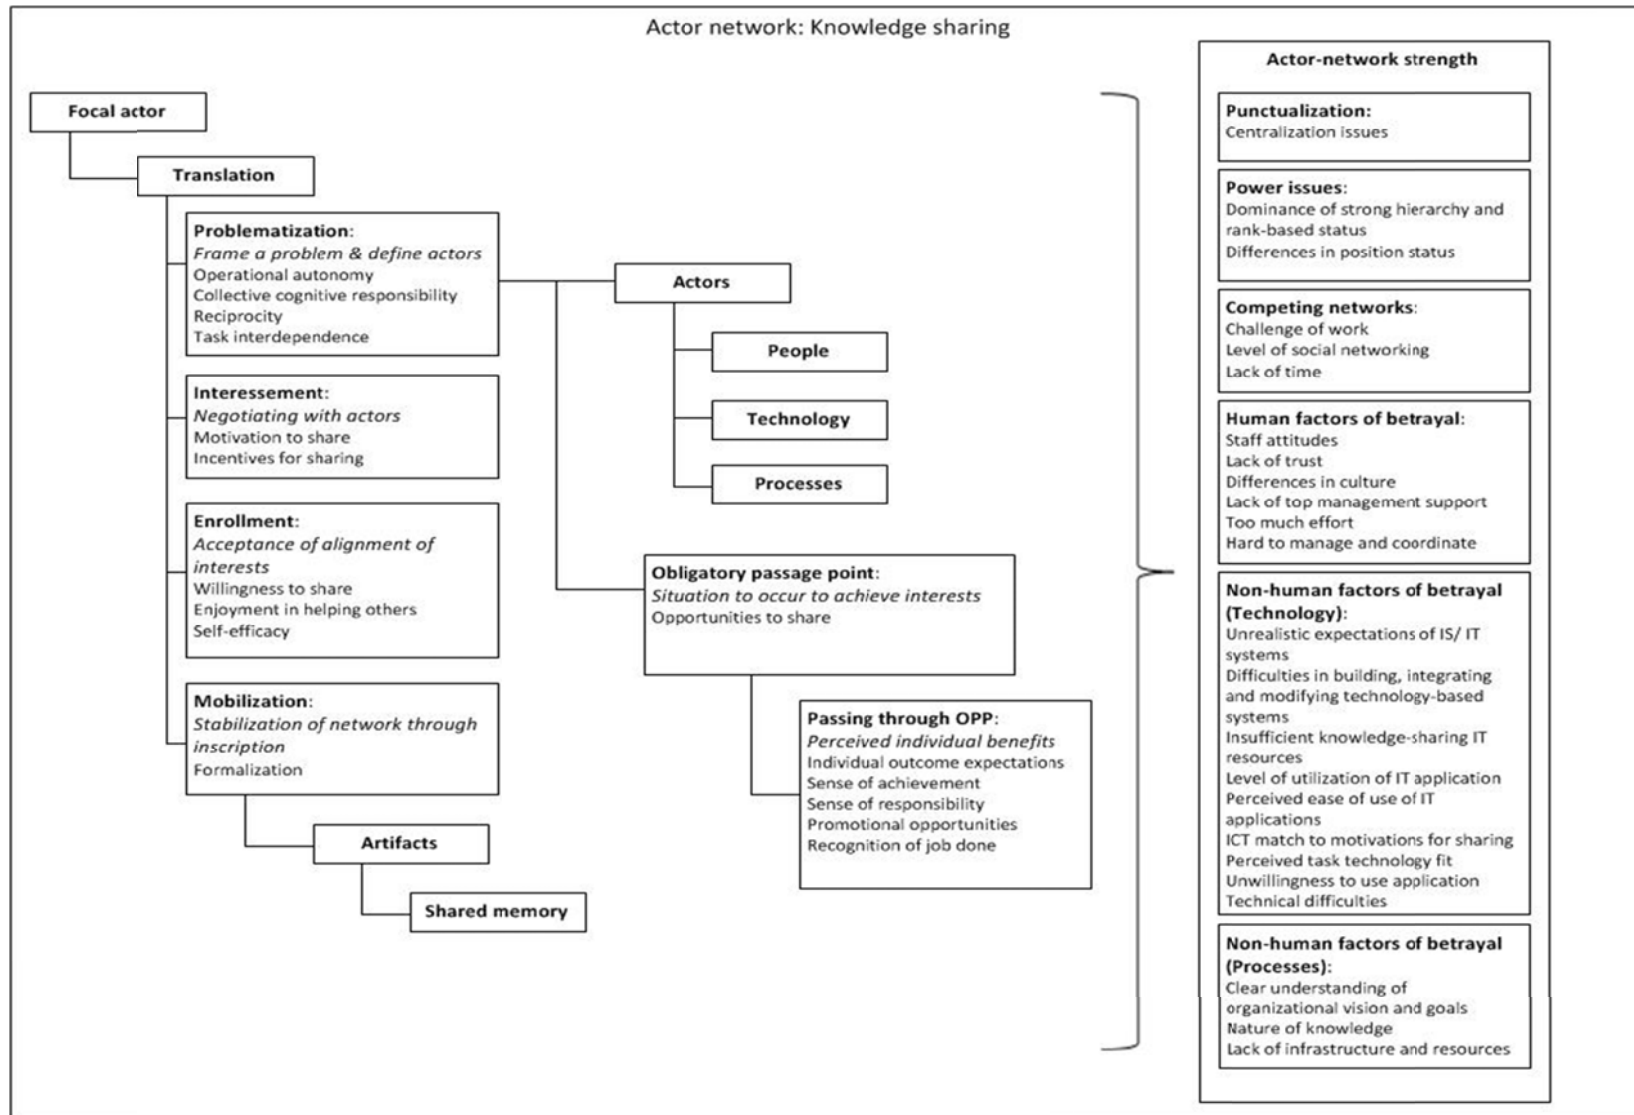 Actor network: Knowledge sharing
Focal actor
Translation
Problematization:
Frame a problem & define actors
Operational autonomy
Collective cognitive responsibility
Reciprocity
Task interdependence
Interessement:
Negotiating with actors
Motivation to share
Incentives for sharing
Enrollment:
Acceptance of alignment of
interests
Willingness to share
Enjoyment in helping others
Self-efficacy
Mobilization:
Stabilization of network through
inscription
Formalization
Artifacts
Shared memory
Actors
People
Technology
Processes
Obligatory passage point:
Situation to occur to achieve interests
Opportunities to share
Passing through OPP:
Perceived individual benefits
Individual outcome expectations
Sense of achievement
Sense of responsibility
Promotional opportunities
Recognition of job done
Actor-network strength
Punctualization:
Centralization issues
Power issues:
Dominance of strong hierarchy and
rank-based status
Differences in position status
Competing networks:
Challenge of work
Level of social networking
Lack of time
Human factors of betrayal:
Staff attitudes
Lack of trust
Differences in culture
Lack of top management support
Too much effort
Hard to manage and coordinate
Non-human factors of betrayal
(Technology):
Unrealistic expectations of IS/ IT
systems
Difficulties in building, integrating
and modifying technology-based
systems
Insufficient knowledge-sharing IT
resources
Level of utilization of IT application
Perceived ease of use of IT
applications
ICT match to motivations for sharing
Perceived task technology fit
Unwillingness to use application
Technical difficulties
Non-human factors of betrayal
(Processes):
Clear understanding of
organizational vision and goals
Nature of knowledge
Lack of infrastructure and resources